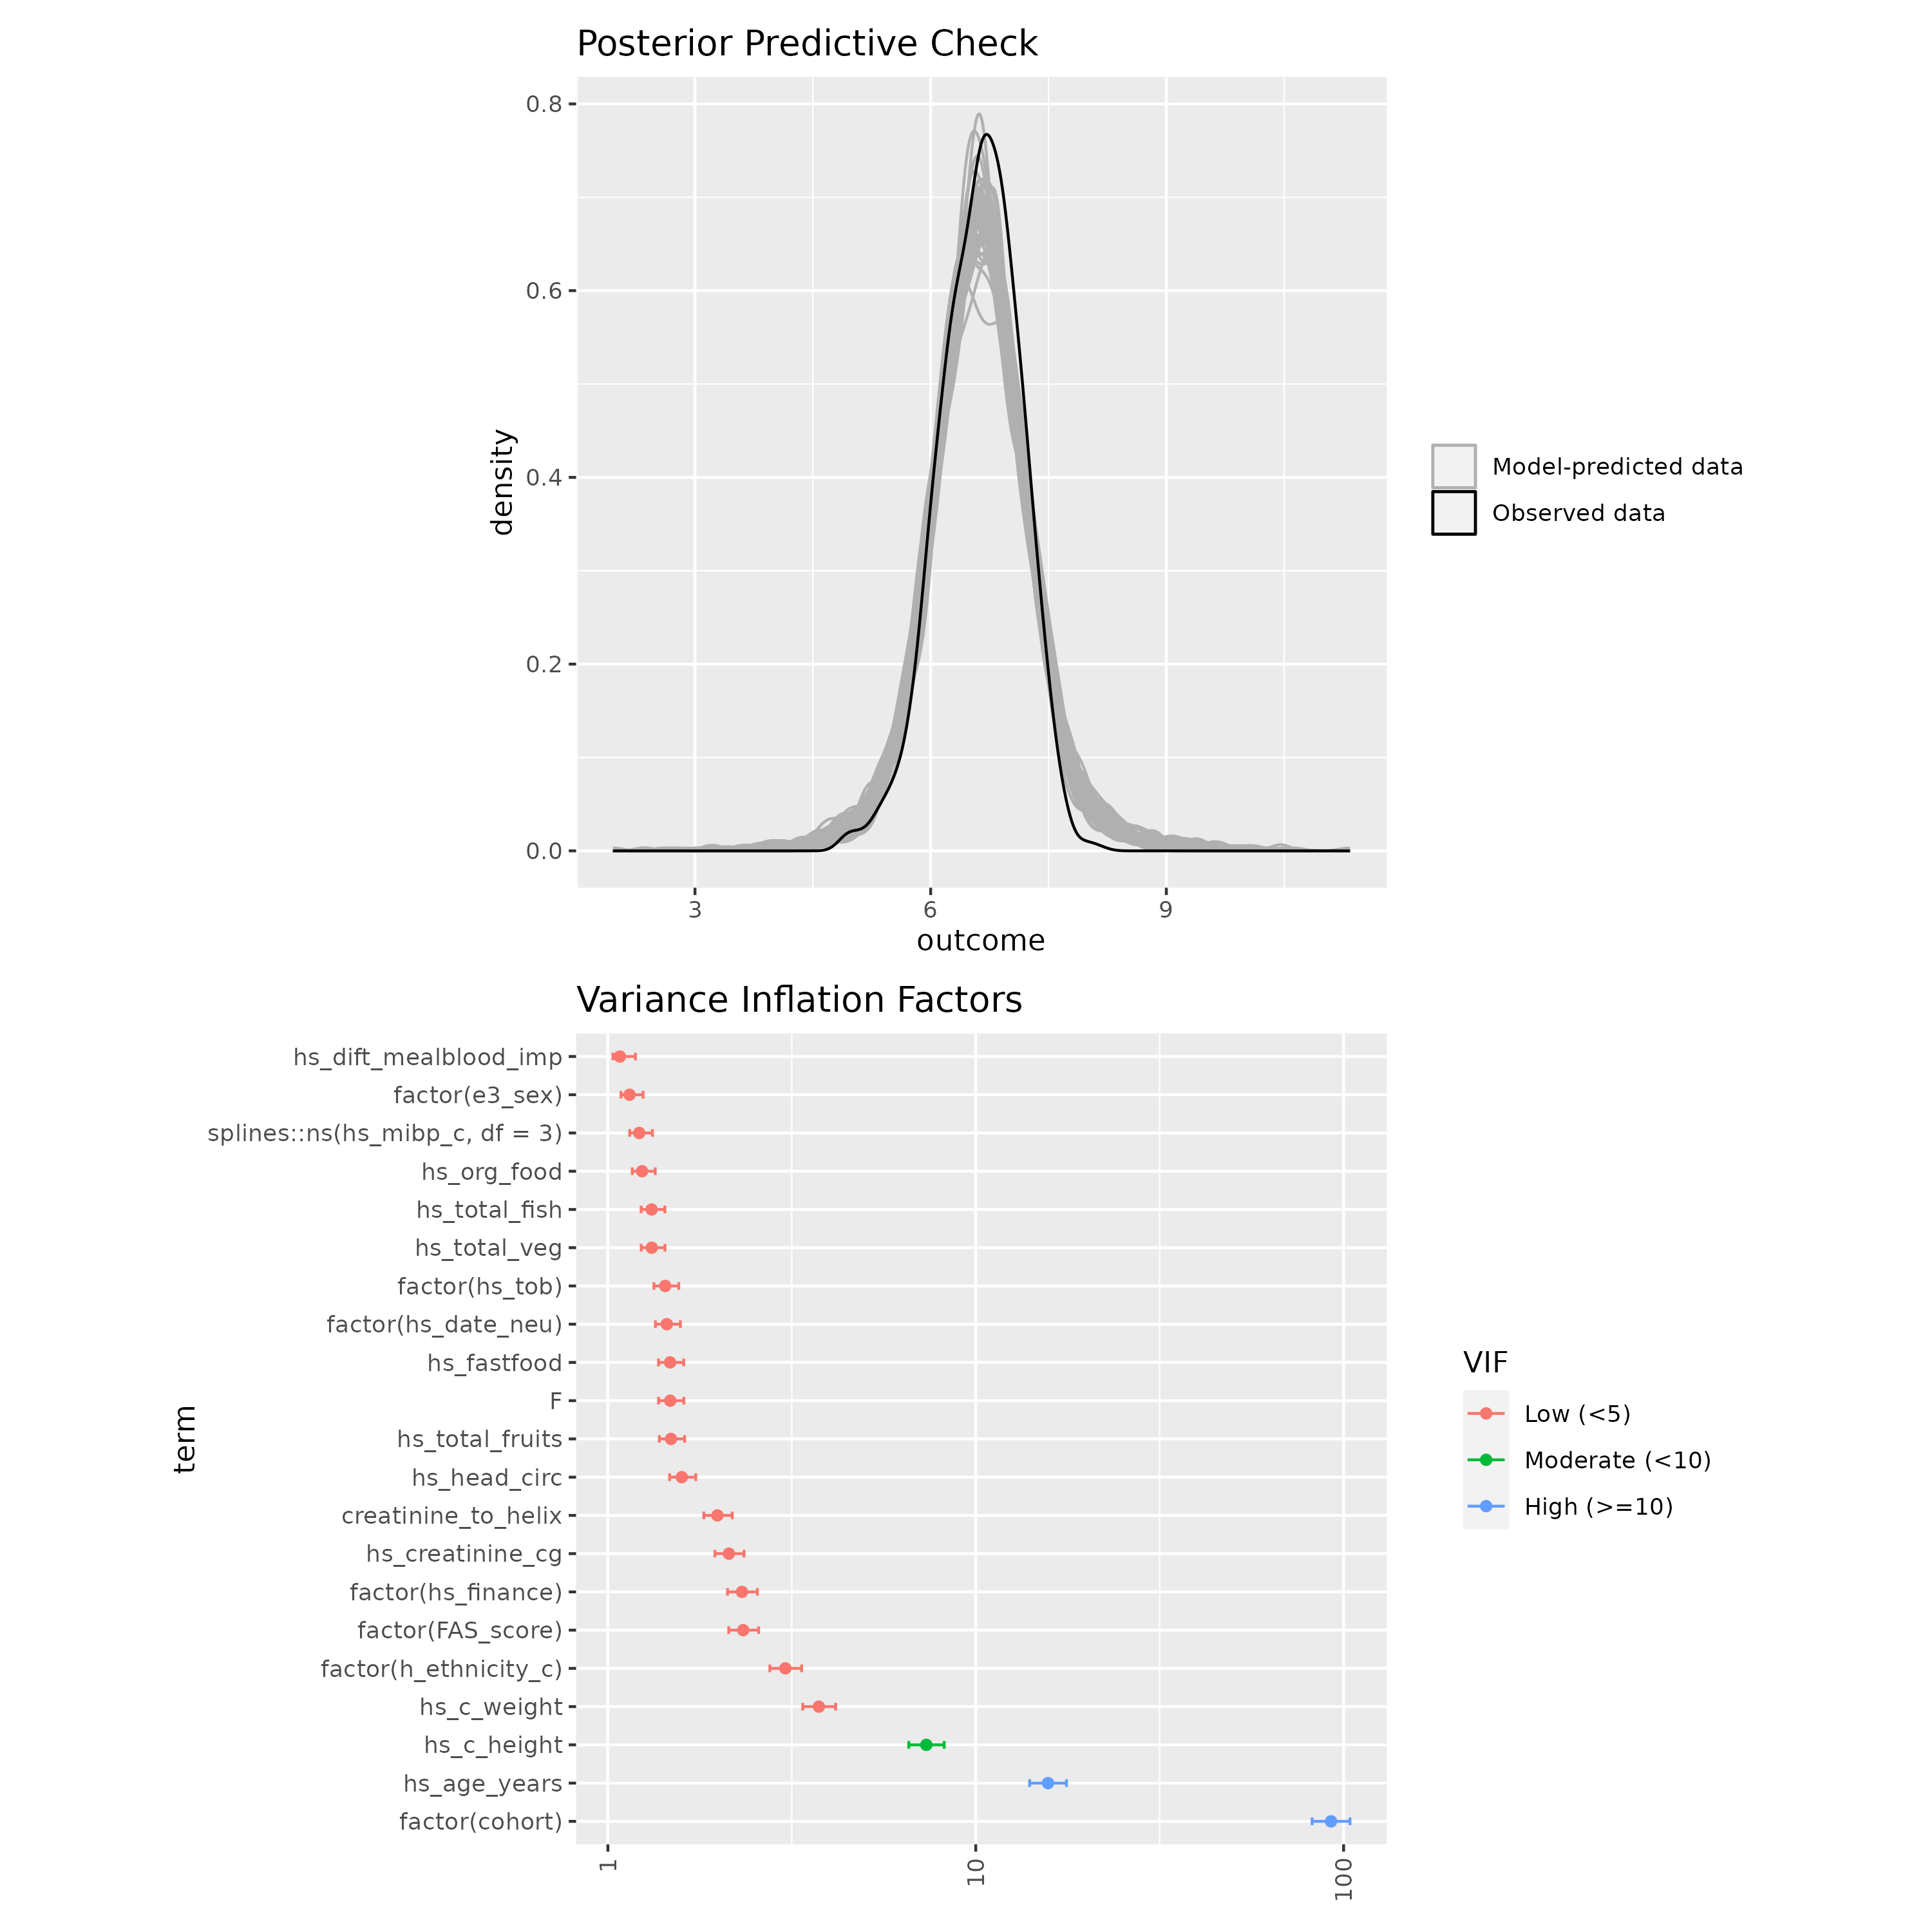 Posterior Predictive Check
0.8
0.6
0.4
0.2
0.0
density
3 6 9
outcome
Model-predicted data
Observed data
Variance Inflation Factors
hs_dift_mealblood_imp
factor(e3_sex)
splines::ns(hs_mibp_c, df = 3)
hs_org_food
hs_total_fish
hs_total_veg
factor(hs_tob)
factor(hs_date_neu)
hs_fastfood
F
hs_total_fruits
hs_head_circ
creatinine_to_helix
hs_creatinine_cg
factor(hs_finance)
factor(FAS_score)
factor(h_ethnicity_c)
hs_c_weight
hs_c_height
hs_age_years
factor(cohort)
term
1 10 100
VIF
Low (<5)
Moderate (<10)
High (>=10)